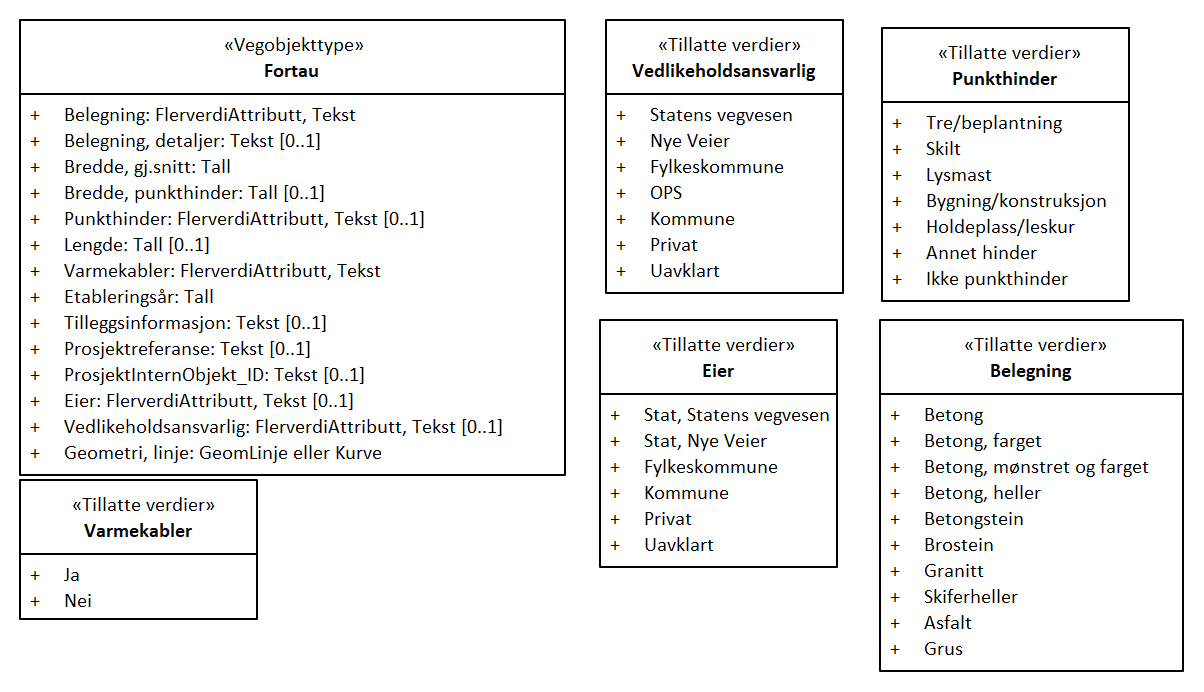 «Vegobjekttype»
Fortau
+ Belegning: FlerverdiAttributt, Tekst
+ Belegning, detaljer: Tekst [0..1]
+ Bredde, gj.snitt: Tall
+ Bredde, punkthinder: Tall [0..1]
+ Punkthinder: FlerverdiAttributt, Tekst [0..1]
+ Lengde: Tall [0..1]
+ Varmekabler: FlerverdiAttributt, Tekst
+ Etableringsår: Tall
+ Tilleggsinformasjon: Tekst [0..1]
+ Prosjektreferanse: Tekst [0..1]
+ ProsjektInternObjekt_ID: Tekst [0..1]
+ Eier: FlerverdiAttributt, Tekst [0..1]
+ Vedlikeholdsansvarlig: FlerverdiAttributt, Tekst [0..1]
+ Geometri, linje: GeomLinje eller Kurve
«Tillatte verdier»
Varmekabler
+ Ja
+ Nei
«Tillatte verdier»
Vedlikeholdsansvarlig
+ Statens vegvesen
+ Nye Veier
+ Fylkeskommune
+ OPS
+ Kommune
+ Privat
+ Uavklart
«Tillatte verdier»
Eier
+ Stat, Statens vegvesen
+ Stat, Nye Veier
+ Fylkeskommune
+ Kommune
+ Privat
+ Uavklart
«Tillatte verdier»
Punkthinder
+ Tre/beplantning
+ Skilt
+ Lysmast
+ Bygning/konstruksjon
+ Holdeplass/leskur
+ Annet hinder
+ Ikke punkthinder
«Tillatte verdier»
Belegning
+ Betong
+ Betong, farget
+ Betong, mønstret og farget
+ Betong, heller
+ Betongstein
+ Brostein
+ Granitt
+ Skiferheller
+ Asfalt
+ Grus